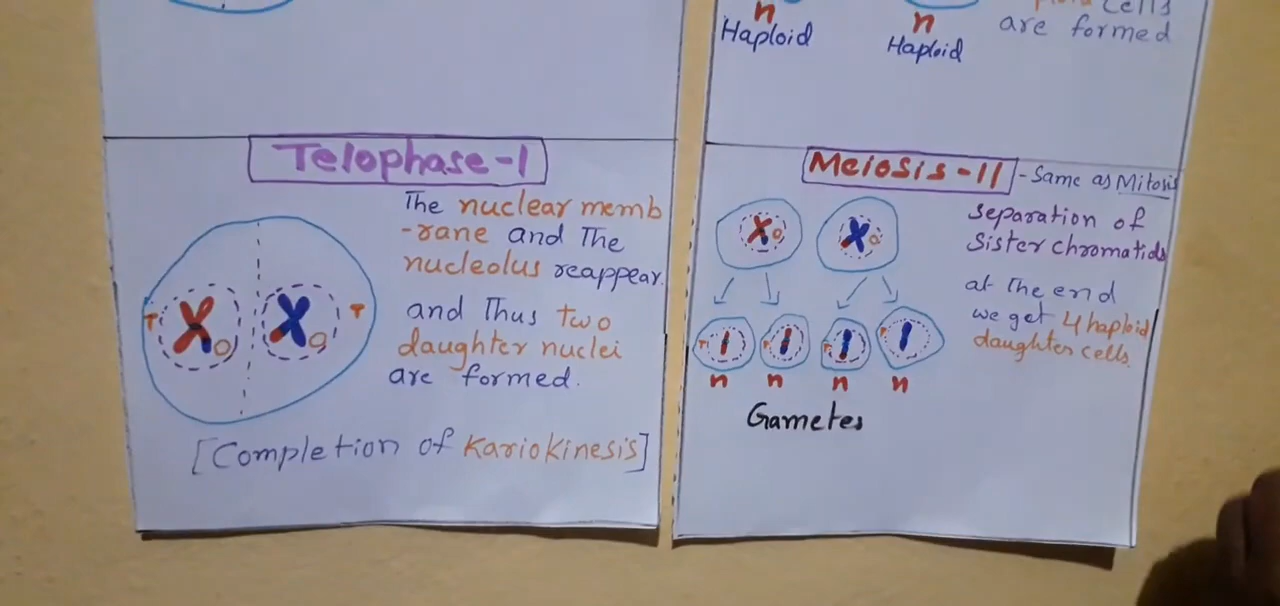 Telophase-I
The nuclear memb
-rane and The
nucleolus reappear.
and Thus two
daughter nuclei
are formed.
T
T
[Completion of Kariokinesis]
n
n
Haploid
Haploid
cells
are formed
Meiosis-II - Same as Mitosis
Separation of
Sister chromatids
at The end
we get 4 haploid
daughter cells.
T
T
T
T
n
n
n
n
Gametes